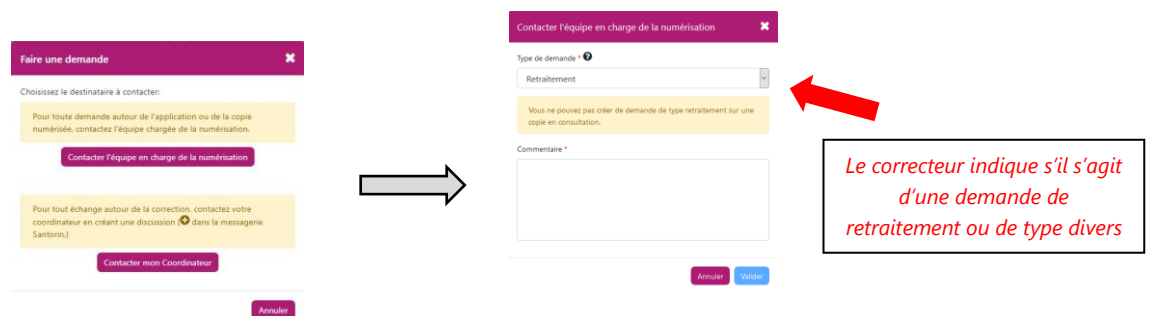 Faire une demande
Choisissez le destinataire à contacter:
Pour toute demande autour de l'application ou de la copie
numérisée, contactez l'équipe chargée de la numérisation.
Contacter l'équipe en charge de la numérisation
Pour tout échange autour de la correction, contactez votre
coordinateur en créant une discussion ( dans la messagerie
Santorin.)
Contacter mon Coordinateur
Annuler
Contacter l'équipe en charge de la numérisation
Type de demande *
Retraitement
Vous ne pouvez pas créer de demande de type retraitement sur une
copie en consultation.
Commentaire *
Annuler
Valider
Le correcteur indique s’il s’agit
d’une demande de
retraitement ou de type divers